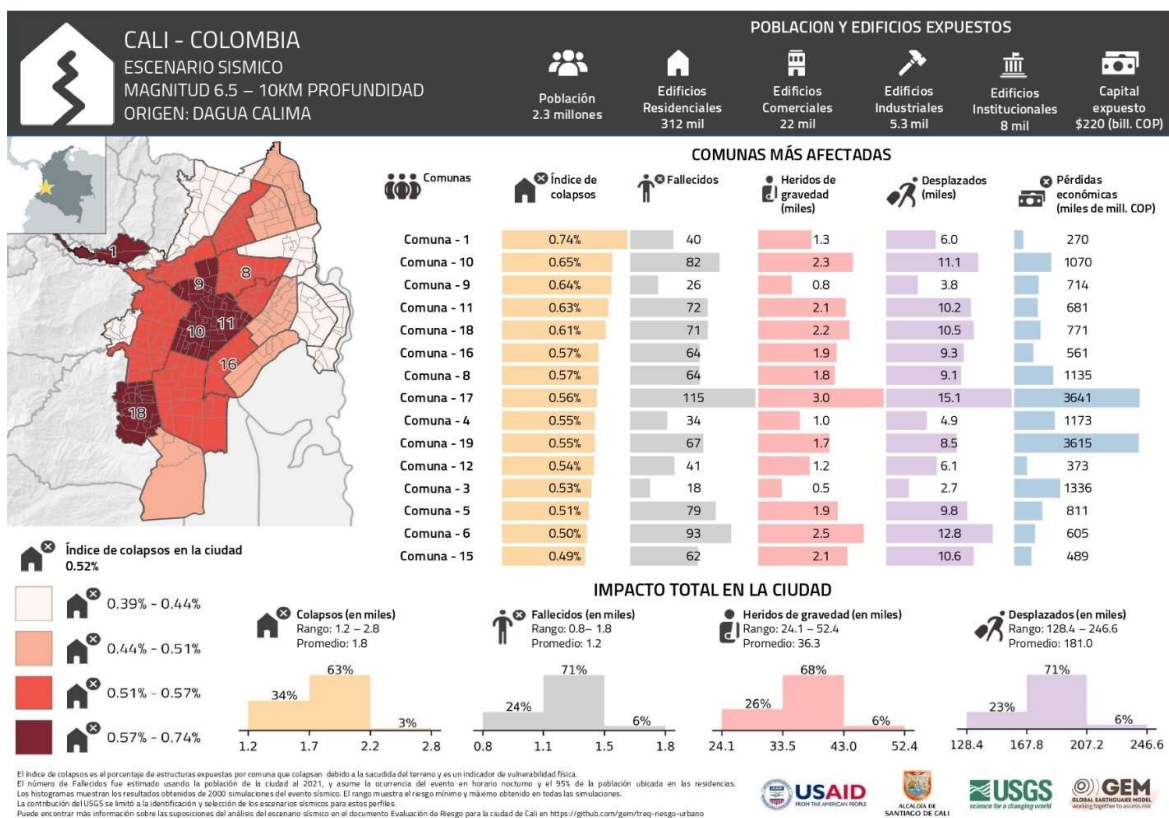 CALI - COLOMBIA
ESCENARIO SISMICO
MAGNITUD 6.5 – 10KM PROFUNDIDAD
ORIGEN: DAGUA CALIMA
POBLACION Y EDIFICIOS EXPUESTOS
Población
2.3 millones
Edificios
Residenciales
312 mil
Edificios
Comerciales
22 mil
Edificios
Industriales
5.3 mil
Edificios
Institucionales
8 mil
Capital
expuesto
$220 (bill. COP)
1
8
9
10
11
16
18
COMUNAS MÁS AFECTADAS
Comunas
Índice de
colapsos
Fallecidos
Heridos de
gravedad
(miles)
Desplazados
(miles)
Pérdidas
económicas
(miles de mill. COP)
Comuna - 1 0.74% 40 1.3 6.0 270
Comuna - 10 0.65% 82 2.3 11.1 1070
Comuna - 9 0.64% 26 0.8 3.8 714
Comuna - 11 0.63% 72 2.1 10.2 681
Comuna - 18 0.61% 71 2.2 10.5 771
Comuna - 16 0.57% 64 1.9 9.3 561
Comuna - 8 0.57% 64 1.8 9.1 1135
Comuna - 17 0.56% 115 3.0 15.1 3641
Comuna - 4 0.55% 34 1.0 4.9 1173
Comuna - 19 0.55% 67 1.7 8.5 3615
Comuna - 12 0.54% 41 1.2 6.1 373
Comuna - 3 0.53% 18 0.5 2.7 1336
Comuna - 5 0.51% 79 1.9 9.8 811
Comuna - 6 0.50% 93 2.5 12.8 605
Comuna - 15 0.49% 62 2.1 10.6 489
Índice de colapsos en la ciudad
0.52%
0.39% - 0.44%
0.44% - 0.51%
0.51% - 0.57%
0.57% - 0.74%
IMPACTO TOTAL EN LA CIUDAD
Colapsos (en miles)
Rango: 1.2 – 2.8
Promedio: 1.8
34% 63% 3%
1.2 1.7 2.2 2.8
Fallecidos (en miles)
Rango: 0.8– 1.8
Promedio: 1.2
24% 71% 6%
0.8 1.1 1.5 1.8
Heridos de gravedad (en miles)
Rango: 24.1 – 52.4
Promedio: 36.3
26% 68% 6%
24.1 33.5 43.0 52.4
Desplazados (en miles)
Rango: 128.4 – 246.6
Promedio: 181.0
23% 71% 6%
128.4 167.8 207.2 246.6
El índice de colapsos es el porcentaje de estructuras expuestas por comuna que colapsan debido a la sacudida del terreno y es un indicador de vulnerabilidad física.
El número de Fallecidos fue estimado usando la población de la ciudad al 2021, y asume la ocurrencia del evento en horario nocturno y el 95% de la población ubicada en las residencias.
Los histogramas muestran los resultados obtenidos de 2000 simulaciones del evento sísmico. El rango muestra el riesgo mínimo y máximo obtenido en todas las simulaciones.
La contribución del USGS se limitó a la identificación y selección de los escenarios sísmicos para estos perfiles.
Puede encontrar más información sobre las suposiciones del análisis del escenario sísmico en el documento Evaluación de Riesgo para la ciudad de Cali en https://github.com/gem/treq-riesgo-urbano
USAID
FROM THE AMERICAN PEOPLE
ALCALDÍA DE
SANTIAGO DE CALI
USGS
science for a changing world
GEM
GLOBAL EARTHQUAKE MODEL
working together to assess risk